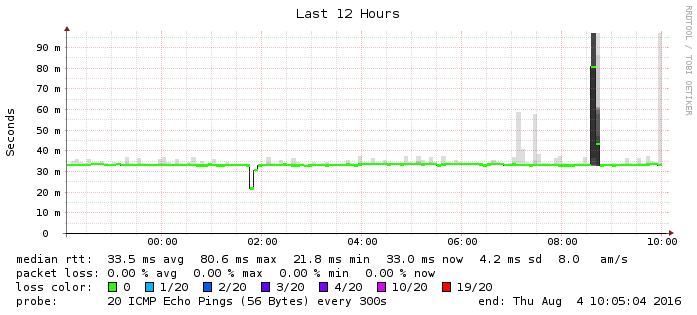 Last 12 Hours
RRDTOOL / TOBI OETIKER
Seconds
90 m
80 m
70 m
60 m
50 m
40 m
30 m
20 m
10 m
0
00:00 02:00 04:00 06:00 08:00 10:00
median rtt: 33.5 ms avg 80.6 ms max 21.8 ms min 33.0 ms now 4.2 ms sd 8.0 am/s
packet loss: 0.00 % avg 0.00 % max 0.00 % min 0.00 % now
loss color: 0 1/20 2/20 3/20 4/20 10/20 19/20
probe: 20 ICMP Echo Pings (56 Bytes) every 300s end: Thu Aug 4 10:05:04 2016